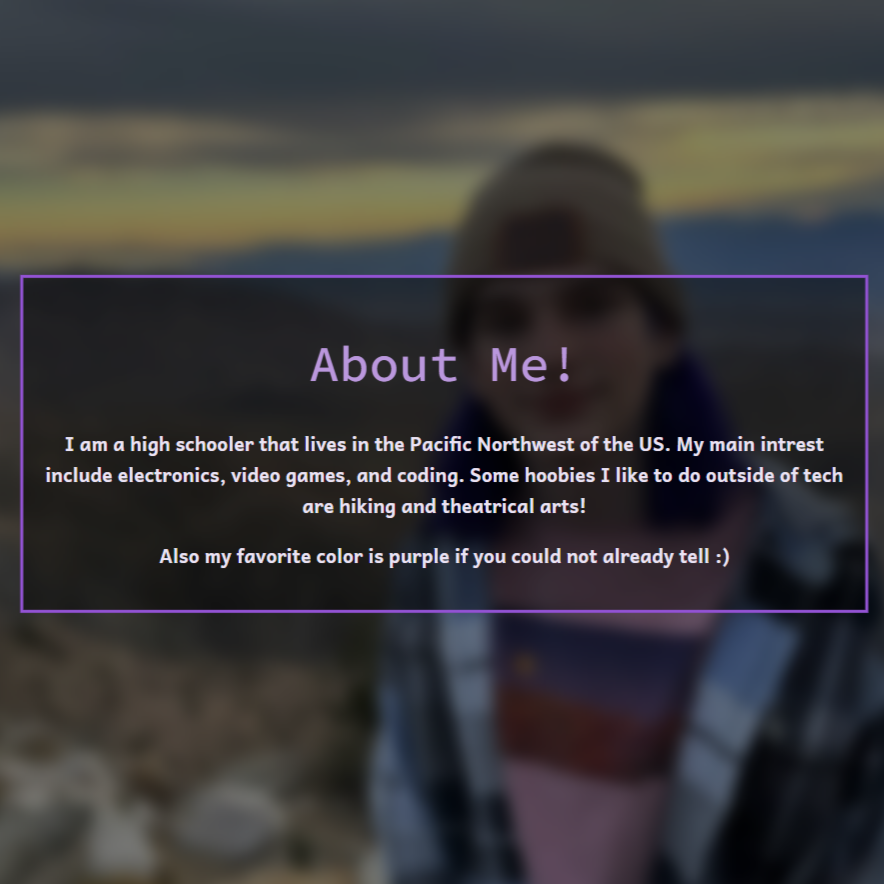 About Me!
I am a high schooler that lives in the Pacific Northwest of the US. My main intrest
include electronics, video games, and coding. Some hoobies I like to do outside of tech
are hiking and theatrical arts!
Also my favorite color is purple if you could not already tell :)